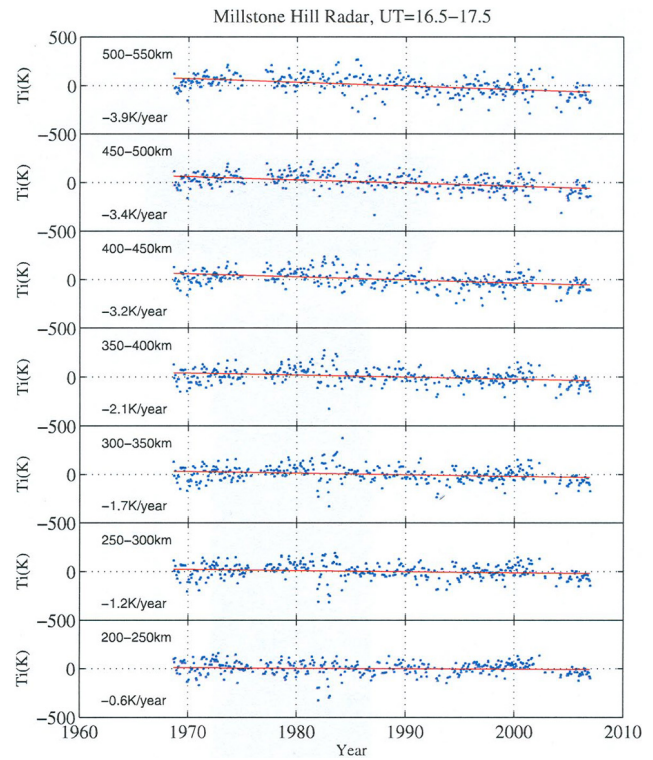 Millstone Hill Radar, UT=16.5−17.5
500
500−550km
Ti(K)
0
−3.9K/year
−500
450−500km
Ti(K)
0
−3.4K/year
−500
400−450km
Ti(K)
0
−3.2K/year
−500
350−400km
Ti(K)
0
−2.1K/year
−500
300−350km
Ti(K)
0
−1.7K/year
−500
250−300km
Ti(K)
0
−1.2K/year
−500
200−250km
Ti(K)
0
−0.6K/year
−500
1960 1970 1980 1990 2000 2010
Year